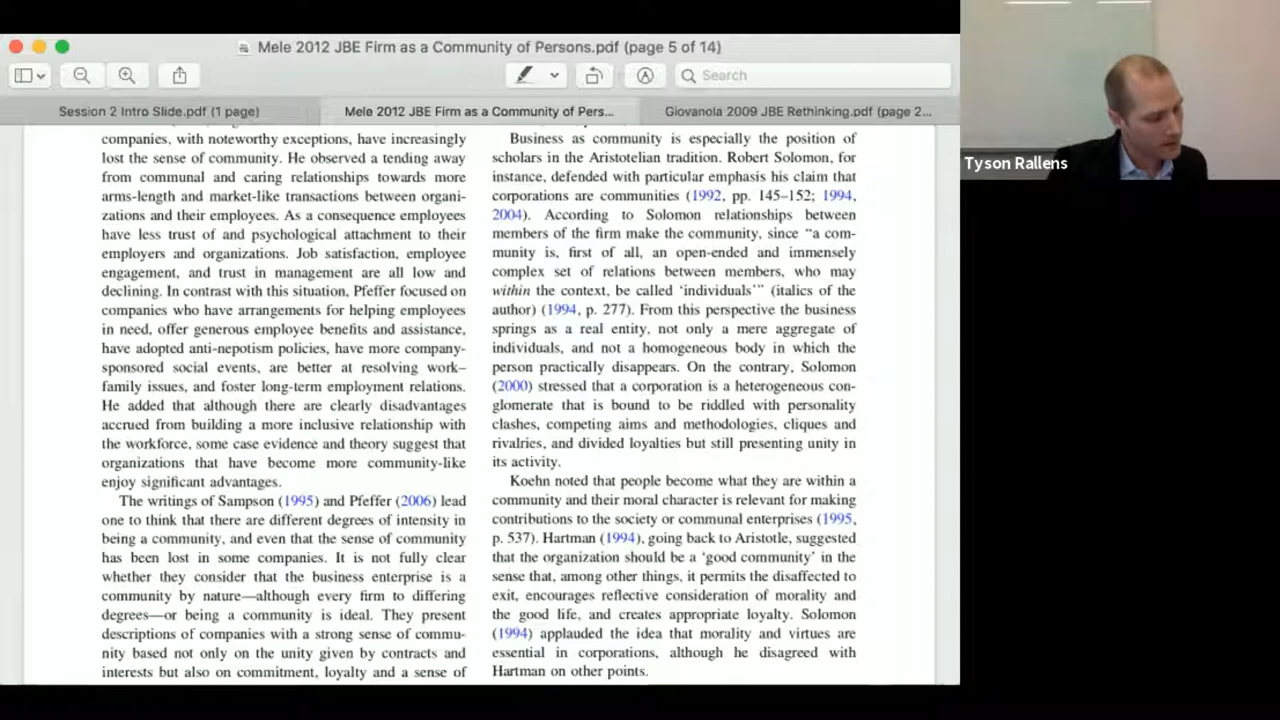 Mele 2012 JBE Firm as a Community of Persons.pdf (page 5 of 14)
Search
Session 2 Intro Slide.pdf (1 page)
Mele 2012 JBE Firm as a Community of Pers...
Giovanola 2009 JBE Rethinking.pdf (page 2...
Tyson Rallens
companies, with noteworthy exceptions, have increasingly
lost the sense of community. He observed a tending away
from communal and caring relationships towards more
arms-length and market-like transactions between organi-
zations and their employees. As a consequence employees
have less trust of and psychological attachment to their
employers and organizations. Job satisfaction, employee
engagement, and trust in management are all low and
declining. In contrast with this situation, Pfeffer focused on
companies who have arrangements for helping employees
in need, offer generous employee benefits and assistance,
have adopted anti-nepotism policies, have more company-
sponsored social events, are better at resolving work–
family issues, and foster long-term employment relations.
He added that although there are clearly disadvantages
accrued from building a more inclusive relationship with
the workforce, some case evidence and theory suggest that
organizations that have become more community-like
enjoy significant advantages.
The writings of Sampson (1995) and Pfeffer (2006) lead
one to think that there are different degrees of intensity in
being a community, and even that the sense of community
has been lost in some companies. It is not fully clear
whether they consider that the business enterprise is a
community by nature—although every firm to differing
degrees—or being a community is ideal. They present
descriptions of companies with a strong sense of commu-
nity based not only on the unity given by contracts and
interests but also on commitment, loyalty and a sense of
Business as community is especially the position of
scholars in the Aristotelian tradition. Robert Solomon, for
instance, defended with particular emphasis his claim that
corporations are communities (1992, pp. 145–152; 1994,
2004). According to Solomon relationships between
members of the firm make the community, since “a com-
munity is, first of all, an open-ended and immensely
complex set of relations between members, who may
within the context, be called ‘individuals’” (italics of the
author) (1994, p. 277). From this perspective the business
springs as a real entity, not only a mere aggregate of
individuals, and not a homogeneous body in which the
person practically disappears. On the contrary, Solomon
(2000) stressed that a corporation is a heterogeneous con-
glomerate that is bound to be riddled with personality
clashes, competing aims and methodologies, cliques and
rivalries, and divided loyalties but still presenting unity in
its activity.
Koehn noted that people become what they are within a
community and their moral character is relevant for making
contributions to the society or communal enterprises (1995,
p. 537). Hartman (1994), going back to Aristotle, suggested
that the organization should be a ‘good community’ in the
sense that, among other things, it permits the disaffected to
exit, encourages reflective consideration of morality and
the good life, and creates appropriate loyalty. Solomon
(1994) applauded the idea that morality and virtues are
essential in corporations, although he disagreed with
Hartman on other points.